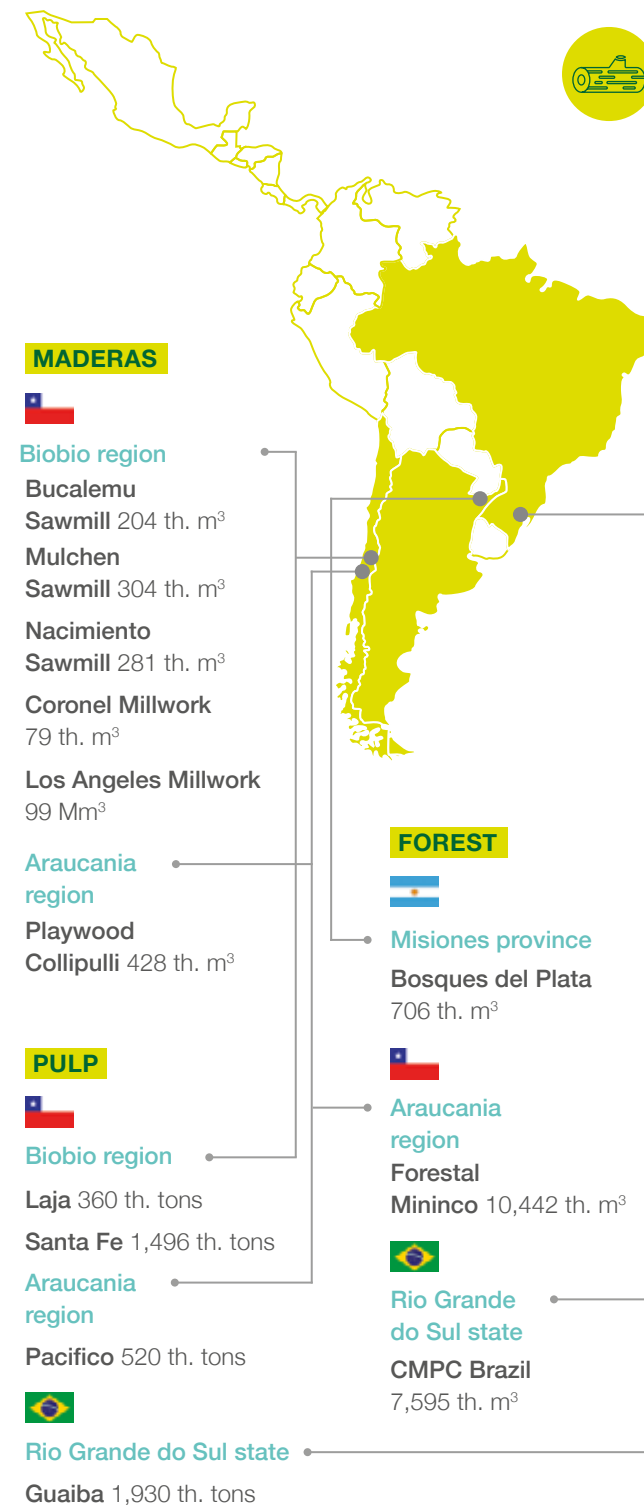 MADERAS
Biobio region
Bucalemu
Sawmill 204 th. m³
Mulchen
Sawmill 304 th. m³
Nacimiento
Sawmill 281 th. m³
Coronel Millwork
79 th. m³
Los Angeles Millwork
99 Mm³
Araucania
region
Playwood
Collipulli 428 th. m³
PULP
Biobio region
Laja 360 th. tons
Santa Fe 1,496 th. tons
Araucania
region
Pacifico 520 th. tons
Rio Grande do Sul state
Guaiba 1,930 th. tons
FOREST
Misiones province
Bosques del Plata
706 th. m³
Araucania
region
Forestal
Mininco 10,442 th. m³
Rio Grande
do Sul state
CMPC Brazil
7,595 th. m³